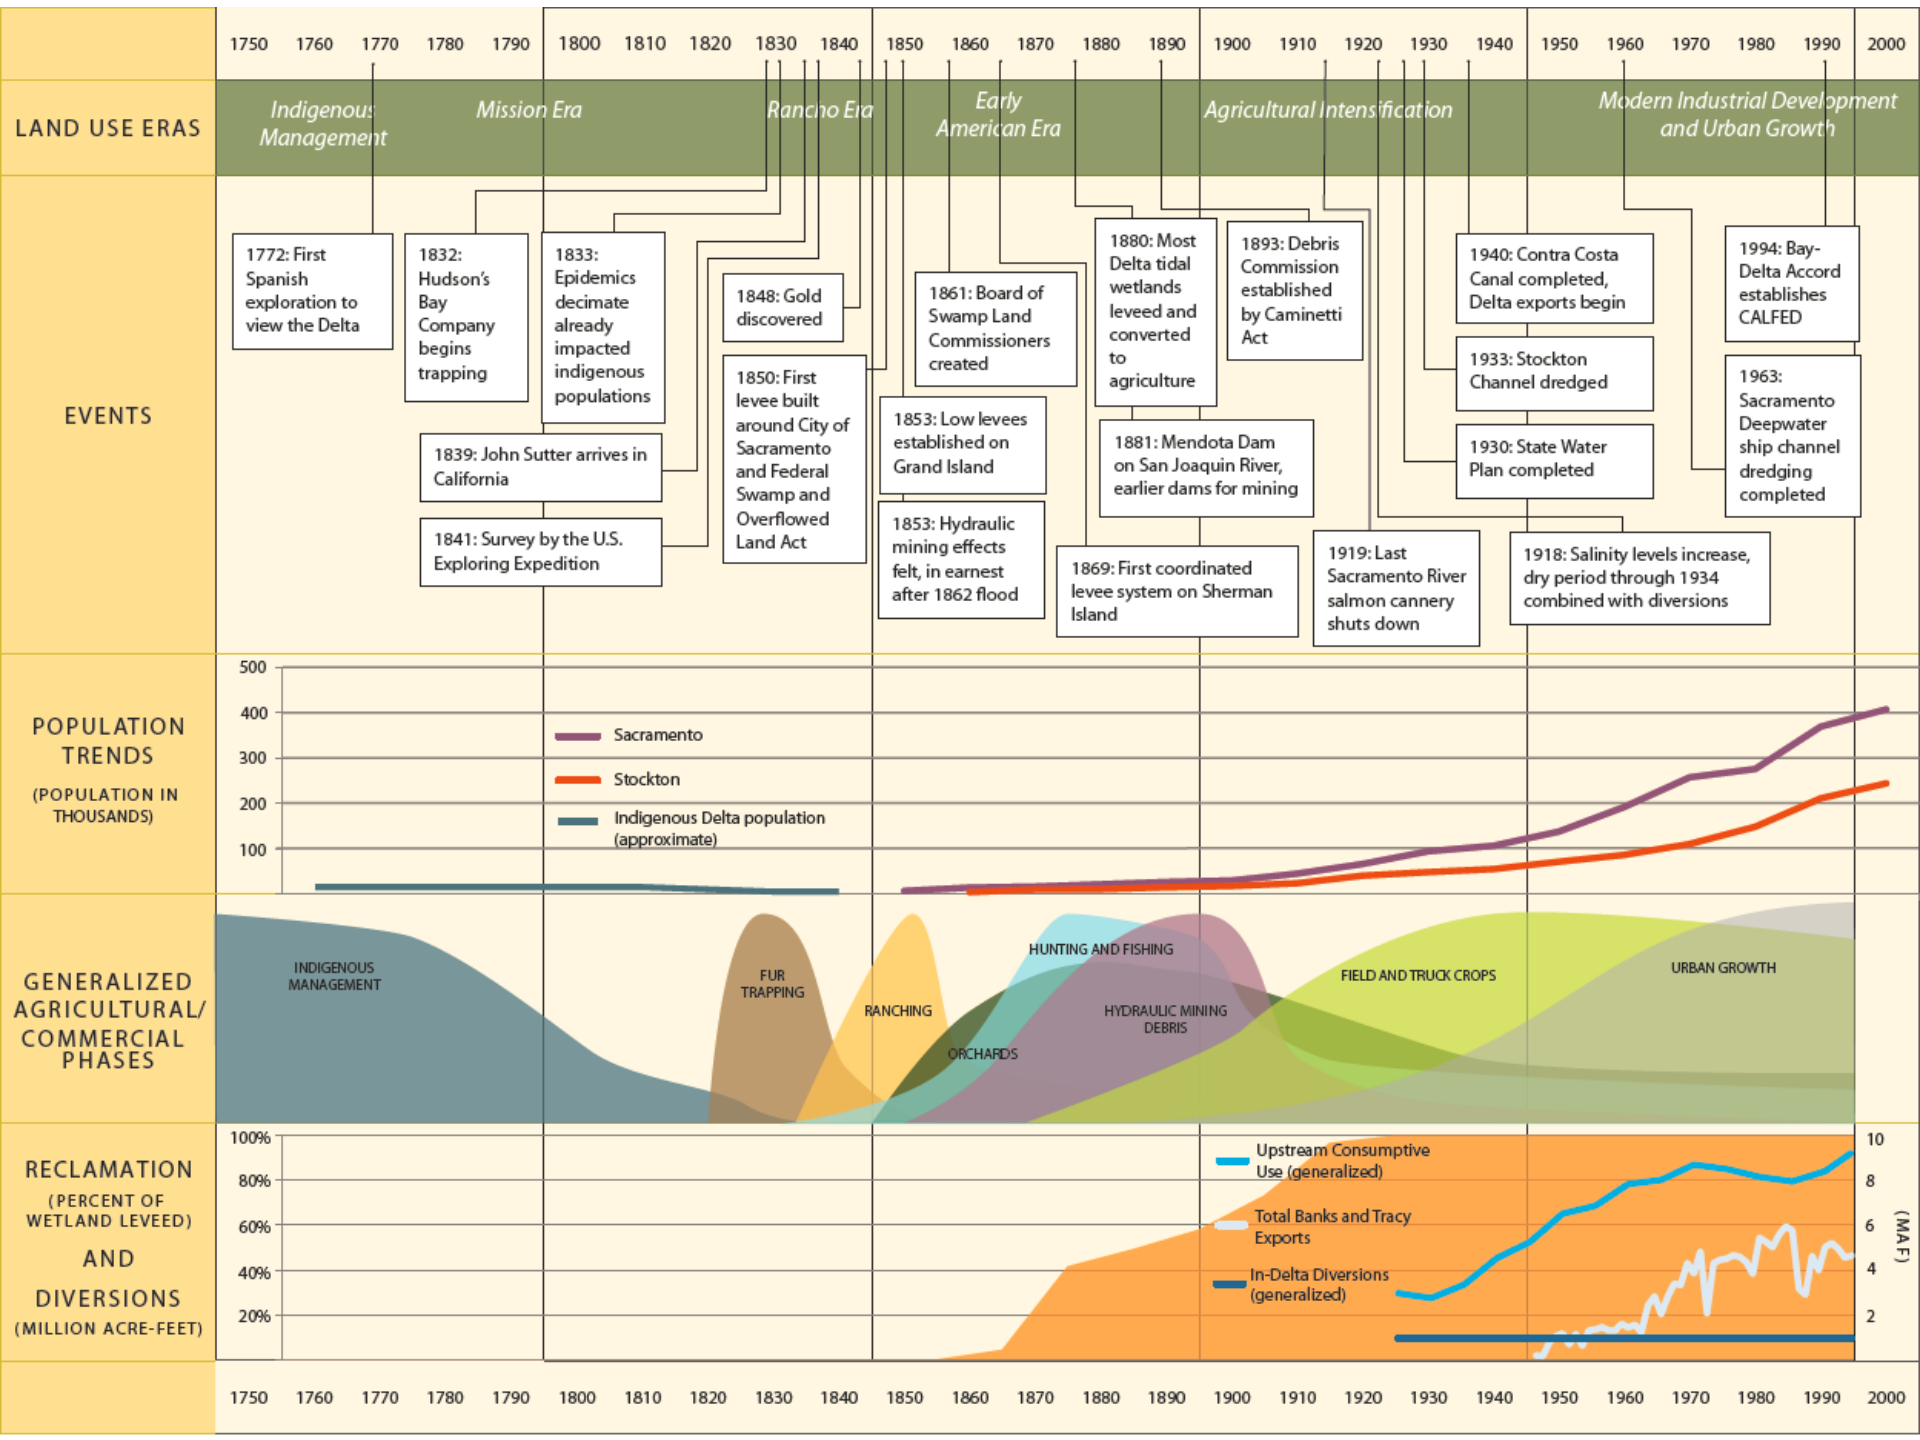 1750 1760 1770 1780 1790 1800 1810 1820 1830 1840 1850 1860 1870 1880 1890 1900 1910 1920 1930 1940 1950 1960 1970 1980 1990 2000
LAND USE ERAS
Indigenous
Management
Mission Era
Rancho Era
Early
American Era
Agricultural Intensification
Modern Industrial Development
and Urban Growth
EVENTS
1772: First
Spanish
exploration to
view the Delta
1832:
Hudson's
Bay
Company
begins
trapping
1833:
Epidemics
decimate
already
impacted
indigenous
populations
1839: John Sutter arrives in
California
1841: Survey by the U.S.
Exploring Expedition
1848: Gold
discovered
1850: First
levee built
around City of
Sacramento
and Federal
Swamp and
Overflowed
Land Act
1861: Board of
Swamp Land
Commissioners
created
1853: Low levees
established on
Grand Island
1853: Hydraulic
mining effects
felt, in earnest
after 1862 flood
1880: Most
Delta tidal
wetlands
leveed and
converted
to
agriculture
1881: Mendota Dam
on San Joaquin River,
earlier dams for mining
1869: First coordinated
levee system on Sherman
Island
1893: Debris
Commission
established
by Caminetti
Act
1919: Last
Sacramento River
salmon cannery
shuts down
1940: Contra Costa
Canal completed,
Delta exports begin
1933: Stockton
Channel dredged
1930: State Water
Plan completed
1918: Salinity levels increase,
dry period through 1934
combined with diversions
1994: Bay-
Delta Accord
establishes
CALFED
1963:
Sacramento
Deepwater
ship channel
dredging
completed
POPULATION
TRENDS
(POPULATION IN
THOUSANDS)
500
400
300
200
100
Sacramento
Stockton
Indigenous Delta population
(approximate)
GENERALIZED
AGRICULTURAL/
COMMERCIAL
PHASES
INDIGENOUS
MANAGEMENT
FUR
TRAPPING
RANCHING
ORCHARDS
HUNTING AND FISHING
HYDRAULIC MINING
DEBRIS
FIELD AND TRUCK CROPS
URBAN GROWTH
RECLAMATION
(PERCENT OF
WETLAND LEVEED)
AND
DIVERSIONS
(MILLION ACRE-FEET)
100%
80%
60%
40%
20%
Upstream Consumptive
Use (generalized)
Total Banks and Tracy
Exports
In-Delta Diversions
(generalized)
10
8
6
4
2
(MAF)
1750 1760 1770 1780 1790 1800 1810 1820 1830 1840 1850 1860 1870 1880 1890 1900 1910 1920 1930 1940 1950 1960 1970 1980 1990 2000